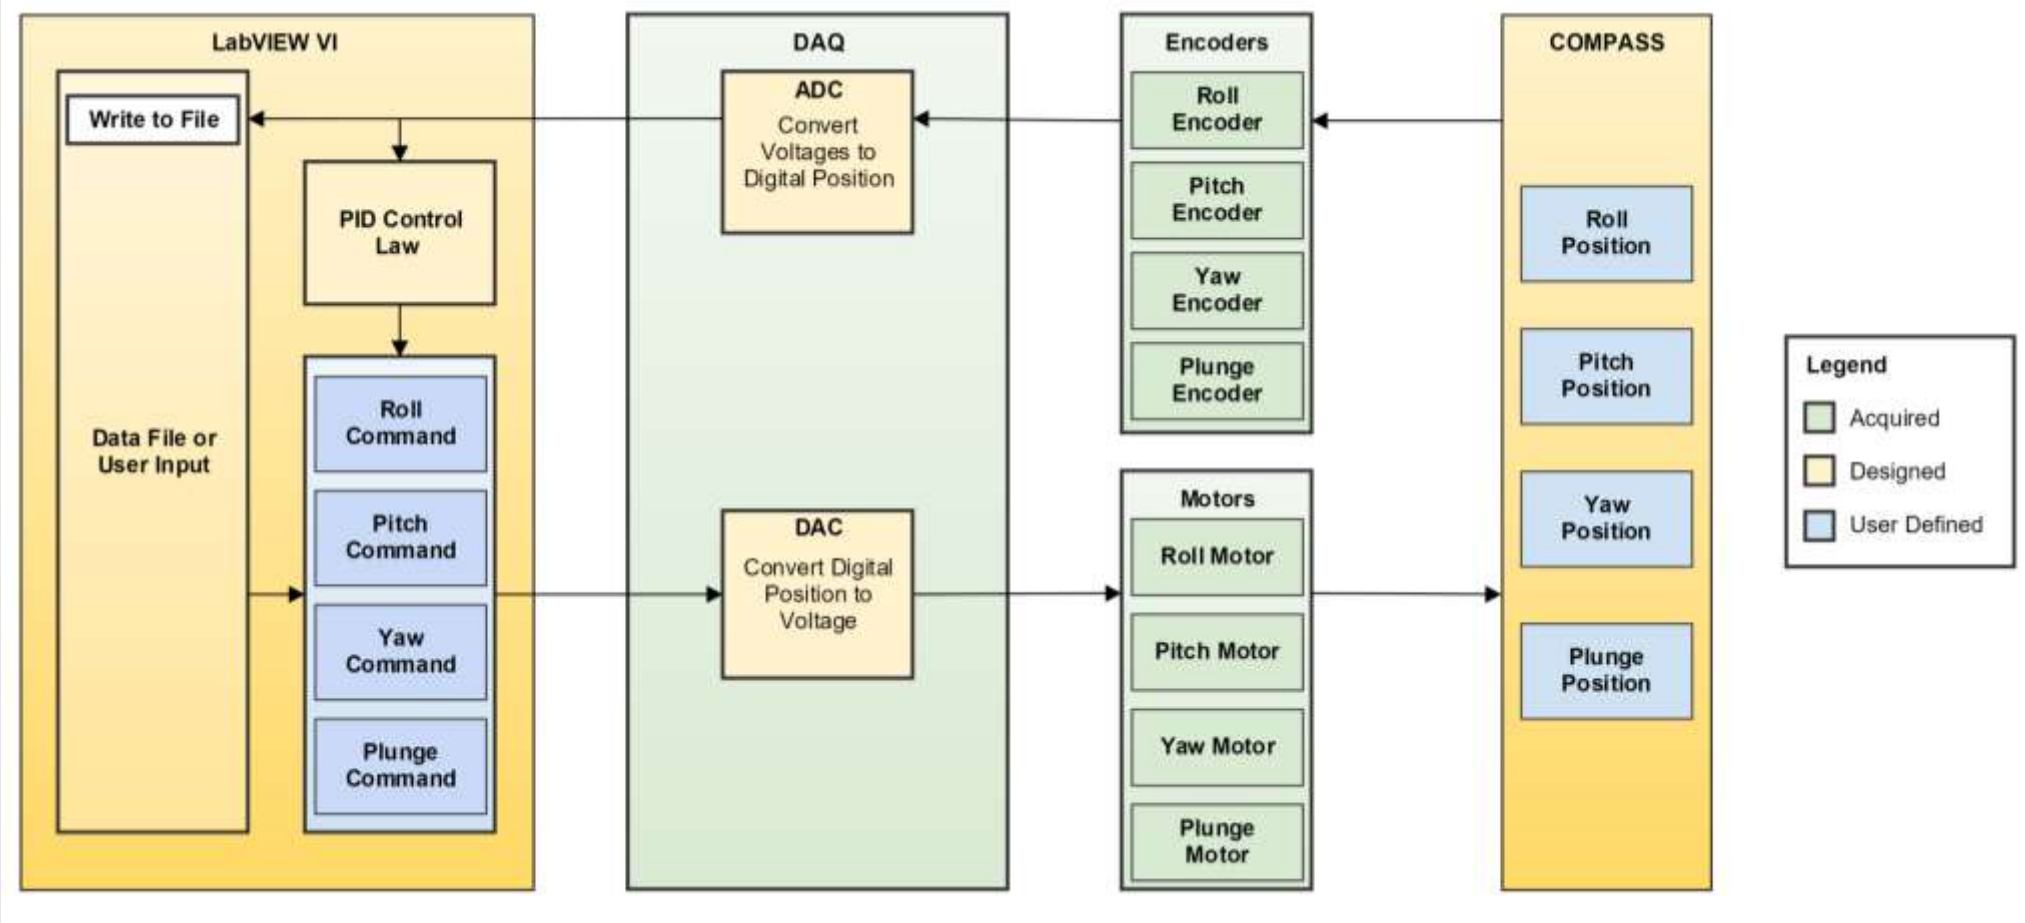 LabVIEW VI
Write to File
Data File or
User Input
PID Control
Law
Roll
Command
Pitch
Command
Yaw
Command
Plunge
Command
DAQ
ADC
Convert
Voltages to
Digital Position
DAC
Convert Digital
Position to
Voltage
Encoders
Roll
Encoder
Pitch
Encoder
Yaw
Encoder
Plunge
Encoder
Motors
Roll Motor
Pitch Motor
Yaw Motor
Plunge
Motor
COMPASS
Roll
Position
Pitch
Position
Yaw
Position
Plunge
Position
Legend
Acquired
Designed
User Defined